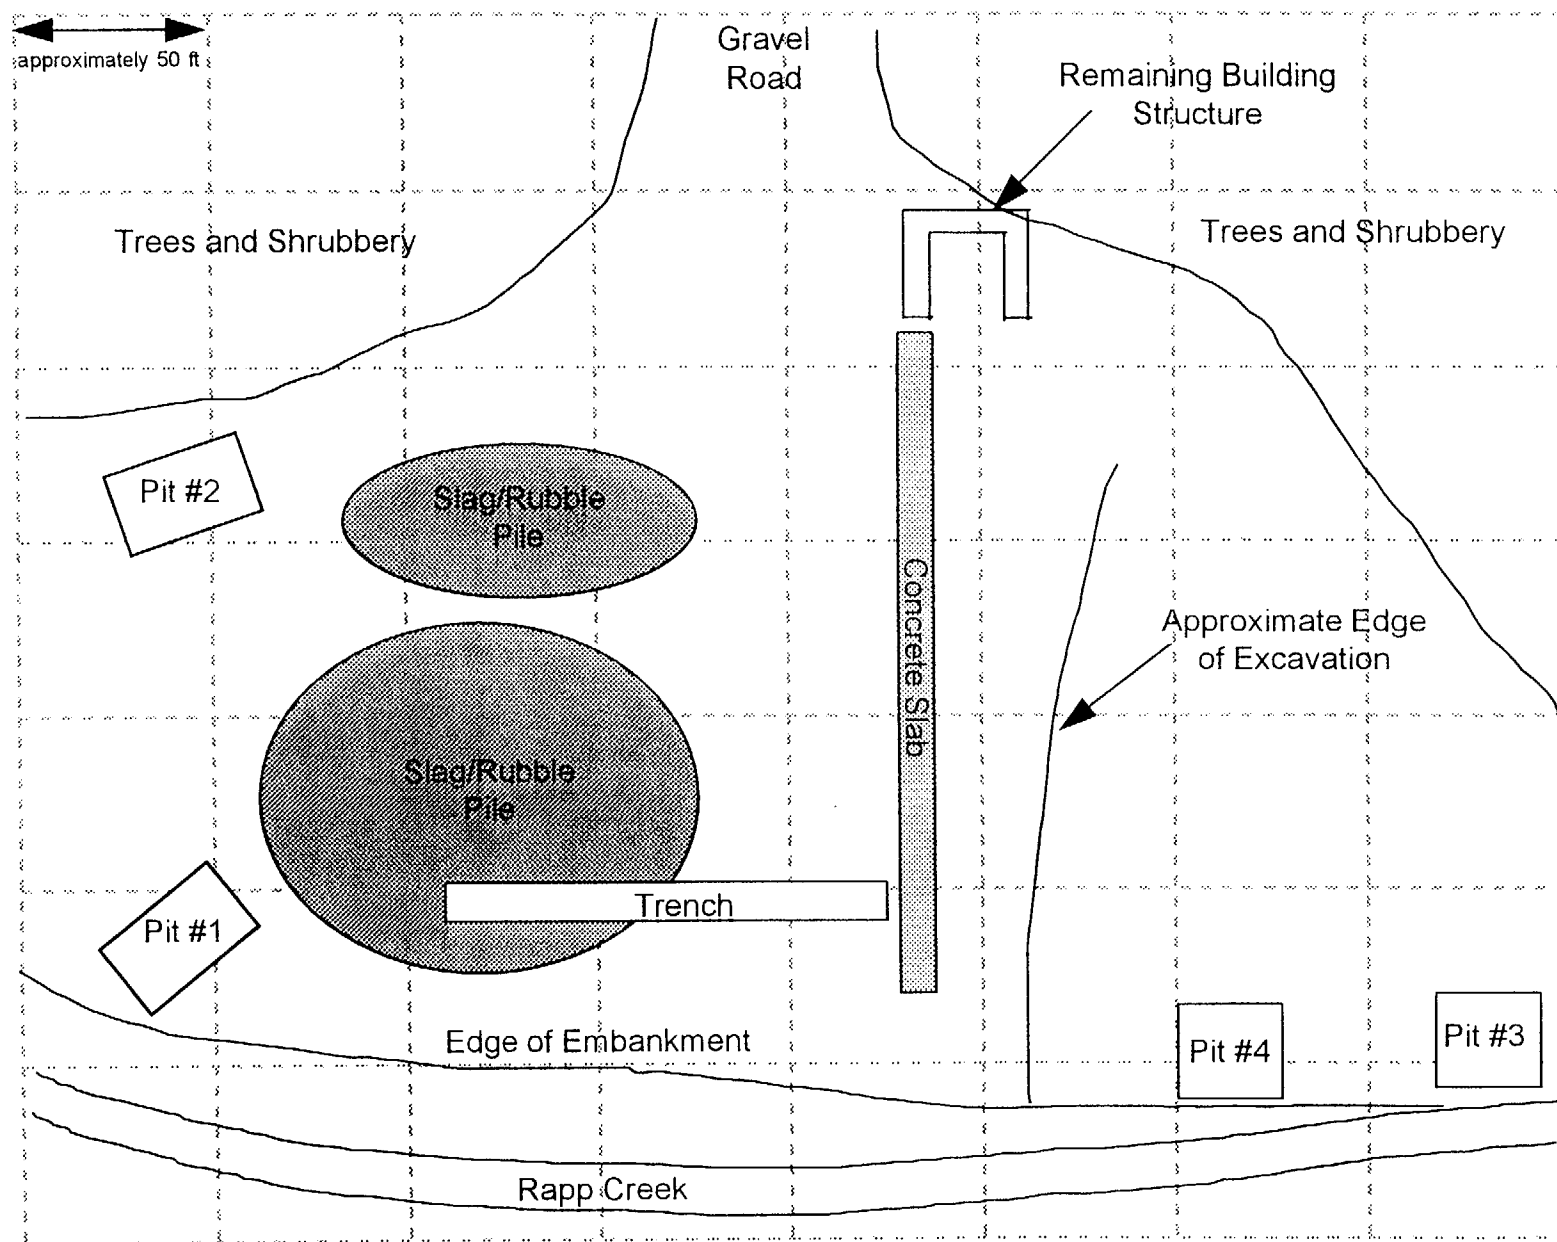 approximately 50 ft
Gravel
Road
Remaining Building
Structure
Trees and Shrubbery
Trees and Shrubbery
Pit #2
Slag/Rubble
Pile
Concrete Slab
Approximate Edge
of Excavation
Slag/Rubble
Pile
Trench
Pit #1
Edge of Embankment
Pit #4
Pit #3
Rapp Creek